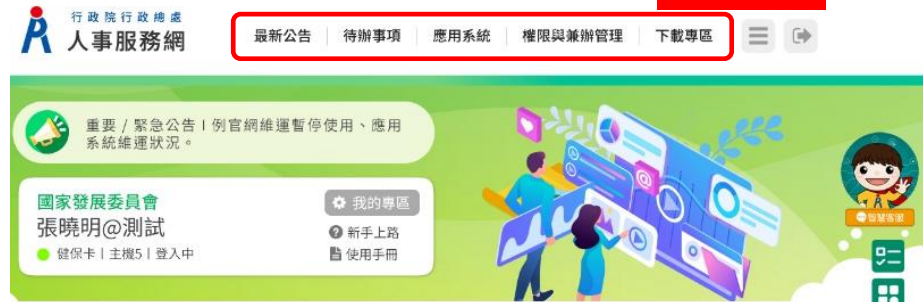 行政院行政總處
人事服務網
最新公告 待辦事項 應用系統 權限與兼辦管理 下載專區
重要 / 緊急公告 | 例官網維運暫停使用、應用
系統維運狀況。
國家發展委員會
我的專區
張曉明@測試
新手上路
健保卡 | 主機5 | 登入中
使用手冊
智慧客服